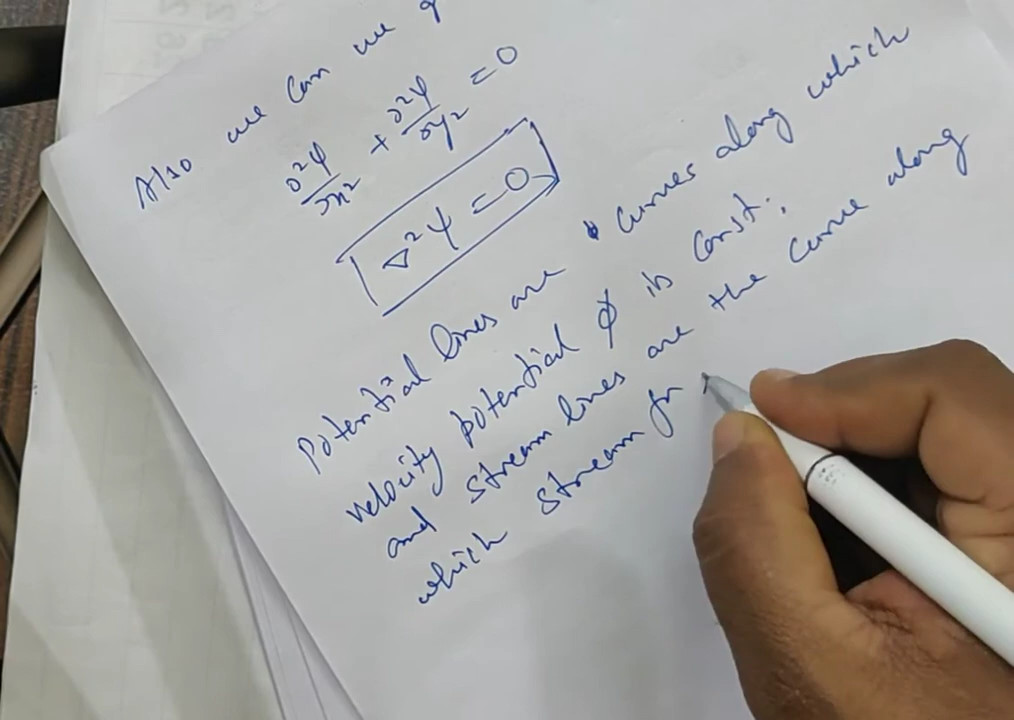 Also we can
∂²ψ/∂x² + ∂²ψ/∂y² = 0
∇²ψ = 0
Potential lines are curves along which
velocity potential ϕ is const.,
and stream lines are the curve along
which stream fn